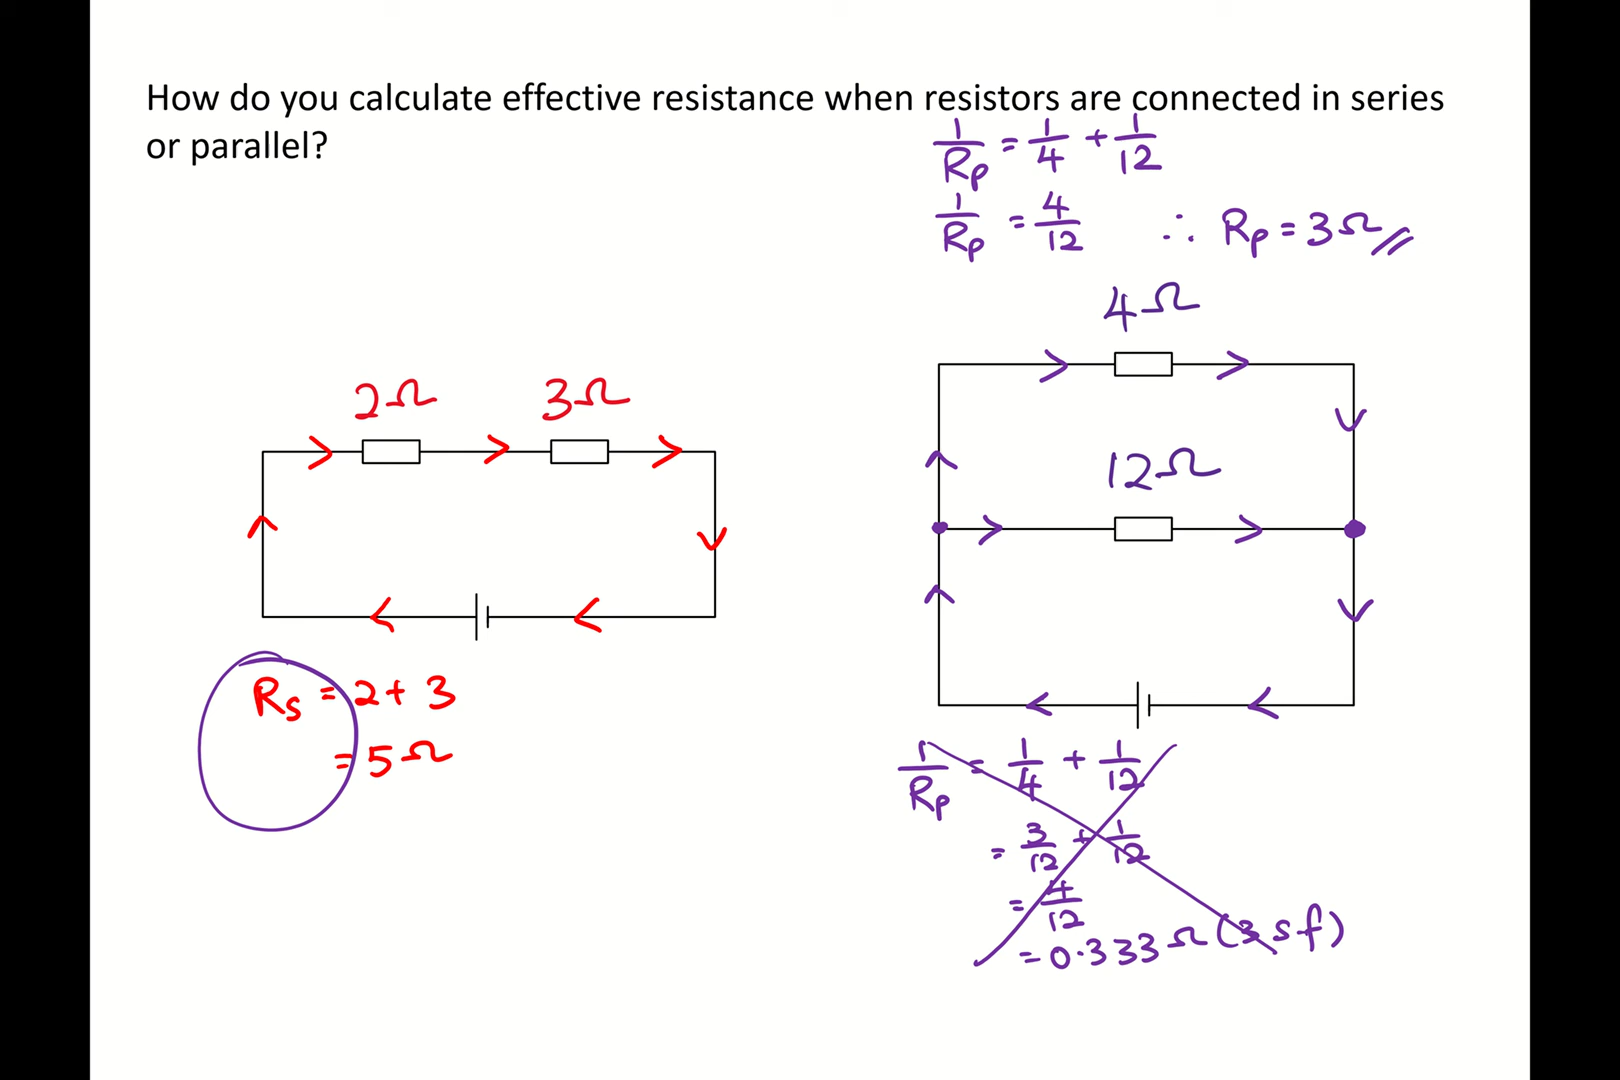 How do you calculate effective resistance when resistors are connected in series
or parallel?
1/Rp = 1/4 + 1/12
1/Rp = 4/12 ∴ Rp = 3Ω
4Ω
2Ω 3Ω
12Ω
Rs = 2 + 3
= 5Ω
1/Rp = 1/4 + 1/12
= 3/12 + 1/12
= 4/12
= 0.333Ω (3 sf)